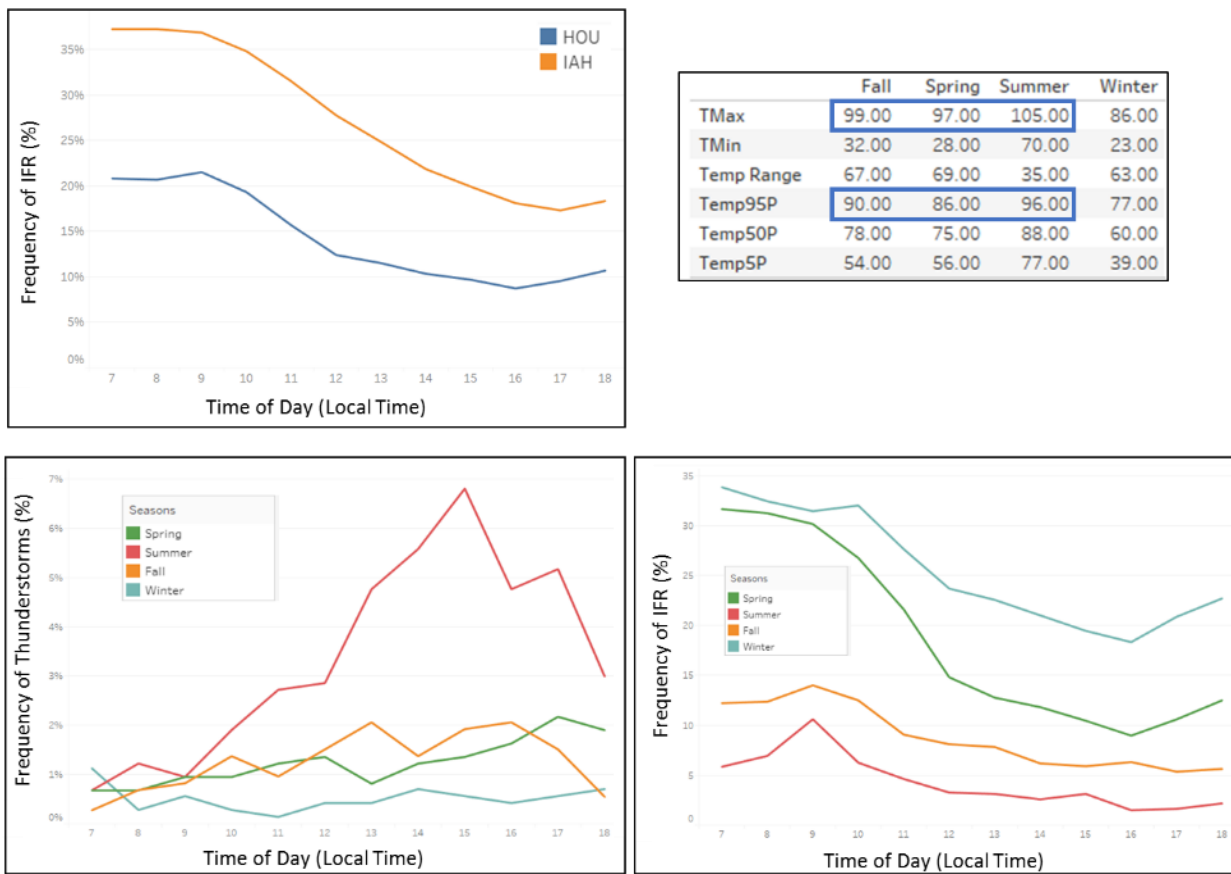 Frequency of IFR (%)
35%
30%
25%
20%
15%
10%
5%
0%
HOU
IAH
7 8 9 10 11 12 13 14 15 16 17 18
Time of Day (Local Time)
Fall Spring Summer Winter
TMax 99.00 97.00 105.00 86.00
TMin 32.00 28.00 70.00 23.00
Temp Range 67.00 69.00 35.00 63.00
Temp95P 90.00 86.00 96.00 77.00
Temp50P 78.00 75.00 88.00 60.00
Temp5P 54.00 56.00 77.00 39.00
Frequency of Thunderstorms (%)
7%
6%
5%
4%
3%
2%
1%
0%
Seasons
Spring
Summer
Fall
Winter
7 8 9 10 11 12 13 14 15 16 17 18
Time of Day (Local Time)
Frequency of IFR (%)
35
30
25
20
15
10
5
0
Seasons
Spring
Summer
Fall
Winter
7 8 9 10 11 12 13 14 15 16 17 18
Time of Day (Local Time)